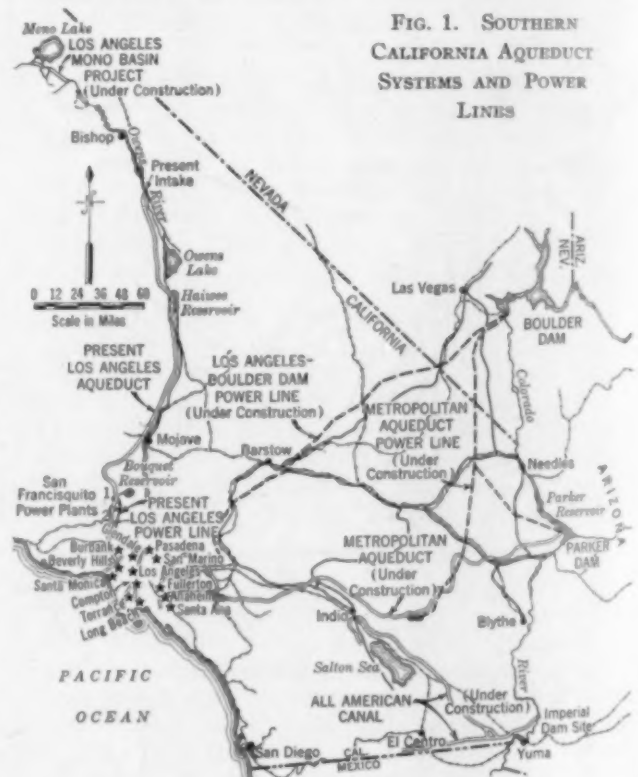 FIG. 1. SOUTHERN
CALIFORNIA AQUEDUCT
SYSTEMS AND POWER
LINES
Mono Lake
LOS ANGELES
MONO BASIN
PROJECT
(Under Construction)
Bishop
Owens
River
Present
Intake
NEVADA
CALIFORNIA
Owens
Lake
Haiwee
Reservoir
0 12 24 36 48 60
Scale in Miles
Las Vegas
ARIZ.
NEV.
BOULDER
DAM
PRESENT
LOS ANGELES
AQUEDUCT
LOS ANGELES-
BOULDER DAM
POWER LINE
(Under Construction)
Colorado
METROPOLITAN
AQUEDUCT
POWER LINE
(Under
Construction)
Mojave
Barstow
Needles
ARIZONA
Bouquet
Reservoir
San
Francisquito
Power Plants
1
2
PRESENT
LOS ANGELES
POWER LINE
Parker
Reservoir
PARKER
DAM
METROPOLITAN
AQUEDUCT
(Under
Construction)
Glendale
Burbank
Pasadena
Beverly Hills
San Marino
Los Angeles
Santa Monica
Fullerton
Compton
Anaheim
Torrance
Santa Ana
Long Beach
Indio
Blythe
River
Salton Sea
PACIFIC
OCEAN
ALL AMERICAN
CANAL
(Under
Construction)
Imperial
Dam Site
San Diego
CAL.
MEXICO
El Centro
Yuma